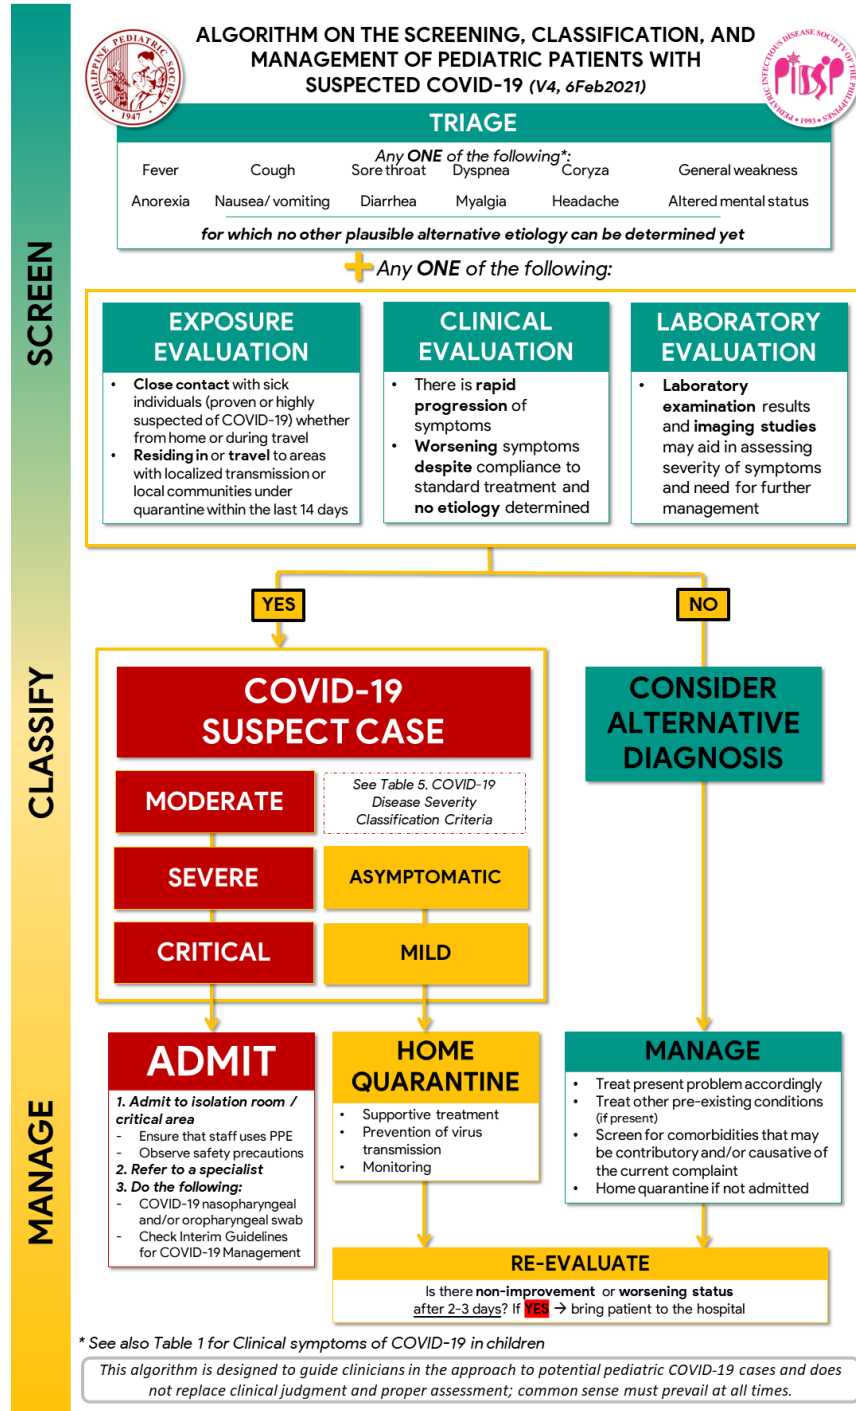 ALGORITHM ON THE SCREENING, CLASSIFICATION, AND
MANAGEMENT OF PEDIATRIC PATIENTS WITH
SUSPECTED COVID-19 (V4, 6Feb2021)
PHILIPPINE PEDIATRIC SOCIETY
• 1947 •
PEDIATRIC INFECTIOUS DISEASE SOCIETY OF THE PHILIPPINES
PIDSP
• 1993 •
TRIAGE
Any ONE of the following*:
Fever Cough Sore throat Dyspnea Coryza General weakness
Anorexia Nausea/ vomiting Diarrhea Myalgia Headache Altered mental status
for which no other plausible alternative etiology can be determined yet
+ Any ONE of the following:
SCREEN
EXPOSURE
EVALUATION
• Close contact with sick
individuals (proven or highly
suspected of COVID-19) whether
from home or during travel
• Residing in or travel to areas
with localized transmission or
local communities under
quarantine within the last 14 days
CLINICAL
EVALUATION
• There is rapid
progression of
symptoms
• Worsening symptoms
despite compliance to
standard treatment and
no etiology determined
LABORATORY
EVALUATION
• Laboratory
examination results
and imaging studies
may aid in assessing
severity of symptoms
and need for further
management
YES
NO
CLASSIFY
COVID-19
SUSPECT CASE
MODERATE
See Table 5. COVID-19
Disease Severity
Classification Criteria
SEVERE
ASYMPTOMATIC
CRITICAL
MILD
CONSIDER
ALTERNATIVE
DIAGNOSIS
MANAGE
ADMIT
1. Admit to isolation room /
critical area
- Ensure that staff uses PPE
- Observe safety precautions
2. Refer to a specialist
3. Do the following:
- COVID-19 nasopharyngeal
and/or oropharyngeal swab
- Check Interim Guidelines
for COVID-19 Management
HOME
QUARANTINE
• Supportive treatment
• Prevention of virus
transmission
• Monitoring
MANAGE
• Treat present problem accordingly
• Treat other pre-existing conditions
(if present)
• Screen for comorbidities that may
be contributory and/or causative of
the current complaint
• Home quarantine if not admitted
RE-EVALUATE
Is there non-improvement or worsening status
after 2-3 days? If YES → bring patient to the hospital
* See also Table 1 for Clinical symptoms of COVID-19 in children
This algorithm is designed to guide clinicians in the approach to potential pediatric COVID-19 cases and does
not replace clinical judgment and proper assessment; common sense must prevail at all times.